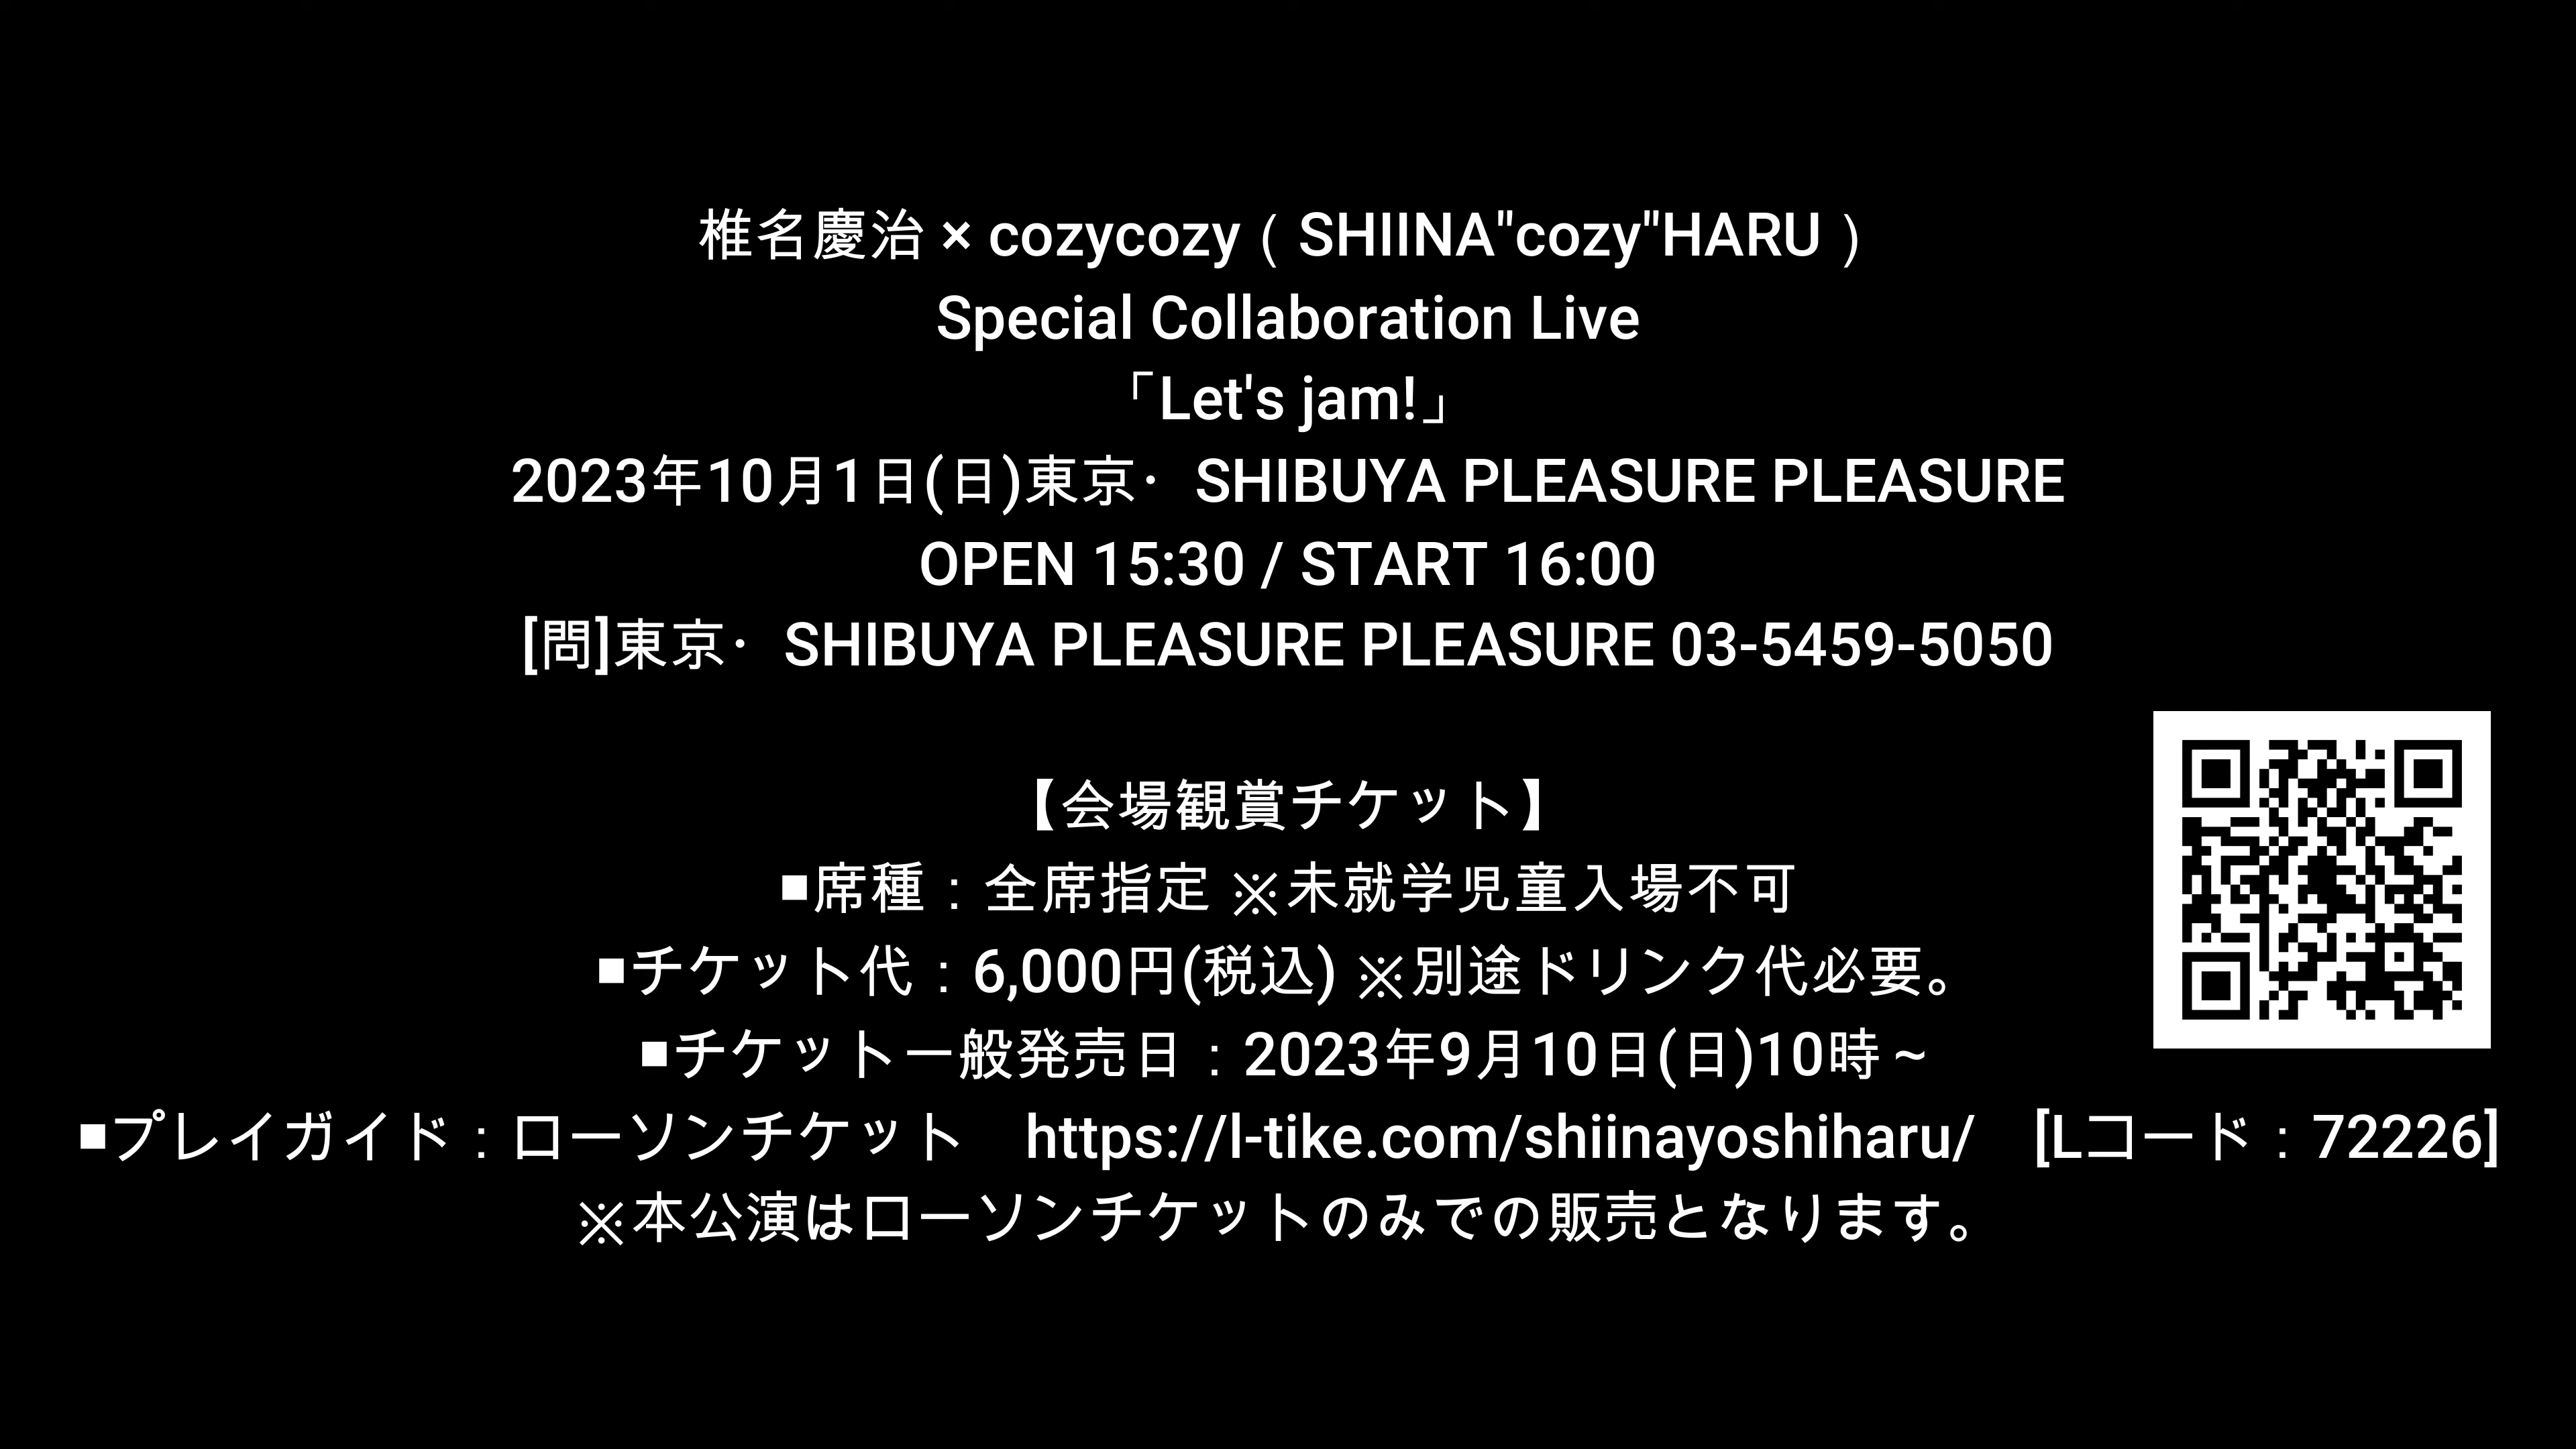 椎名慶治 × cozycozy（SHIINA"cozy"HARU）
Special Collaboration Live
「Let's jam!」
2023年10月1日(日)東京・SHIBUYA PLEASURE PLEASURE
OPEN 15:30 / START 16:00
[問]東京・SHIBUYA PLEASURE PLEASURE 03-5459-5050
【会場観賞チケット】
■席種：全席指定 ※未就学児童入場不可
■チケット代：6,000円(税込) ※別途ドリンク代必要。
■チケット一般発売日：2023年9月10日(日)10時～
■プレイガイド：ローソンチケット　https://l-tike.com/shiinayoshiharu/　[Lコード：72226]
※本公演はローソンチケットのみでの販売となります。